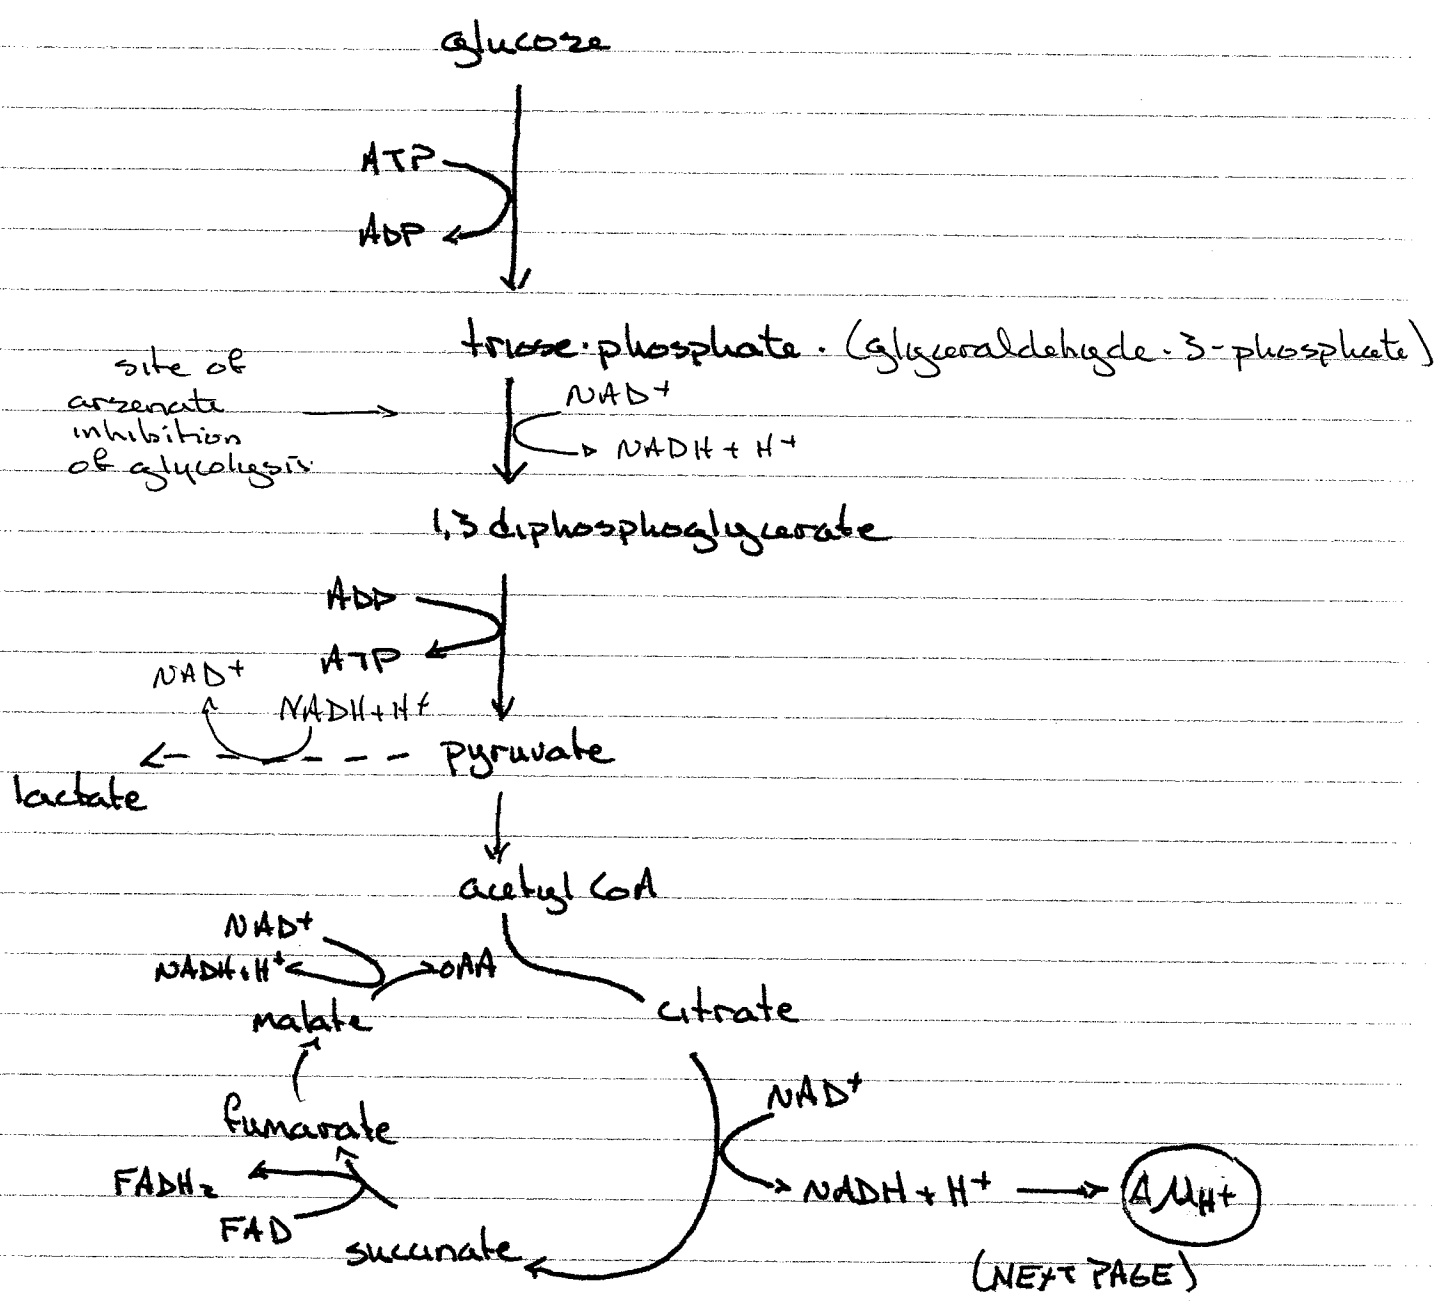 glucose
ATP
ADP
triose·phosphate. (glyceraldehyde-3-phosphate)
site of
arsenate
inhibition
of glycolysis
NAD+
NADH + H+
1,3 diphosphoglycerate
ADP
ATP
NAD+
NADH+H+
pyruvate
lactate
acetyl CoA
NAD+
NADH+H+
OAA
malate
citrate
NAD+
fumarate
FADH2
NADH + H+
ΔμH+
FAD
succinate
(NEXT PAGE)